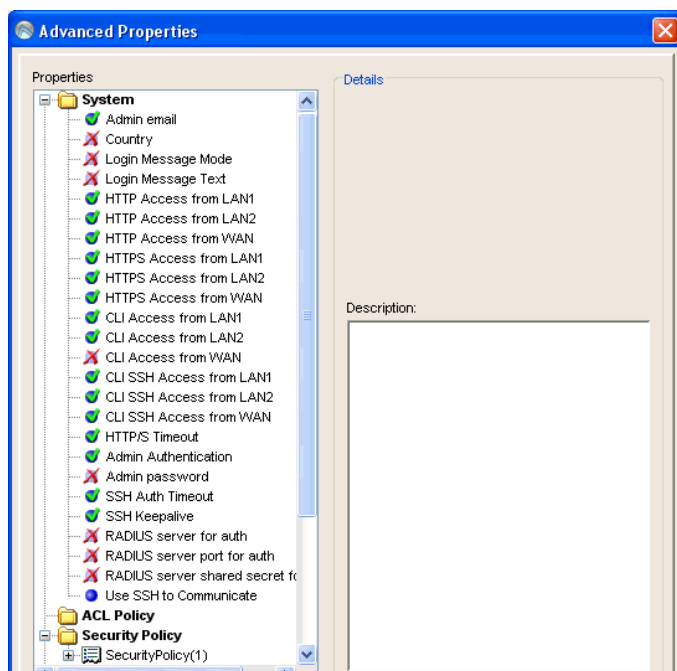 Advanced Properties
Properties
System
Admin email
Country
Login Message Mode
Login Message Text
HTTP Access from LAN1
HTTP Access from LAN2
HTTP Access from WAN
HTTPS Access from LAN1
HTTPS Access from LAN2
HTTPS Access from WAN
CLI Access from LAN1
CLI Access from LAN2
CLI Access from WAN
CLI SSH Access from LAN1
CLI SSH Access from LAN2
CLI SSH Access from WAN
HTTP/S Timeout
Admin Authentication
Admin password
SSH Auth Timeout
SSH Keepalive
RADIUS server for auth
RADIUS server port for auth
RADIUS server shared secret fo
Use SSH to Communicate
ACL Policy
Security Policy
SecurityPolicy(1)
Details
Description: